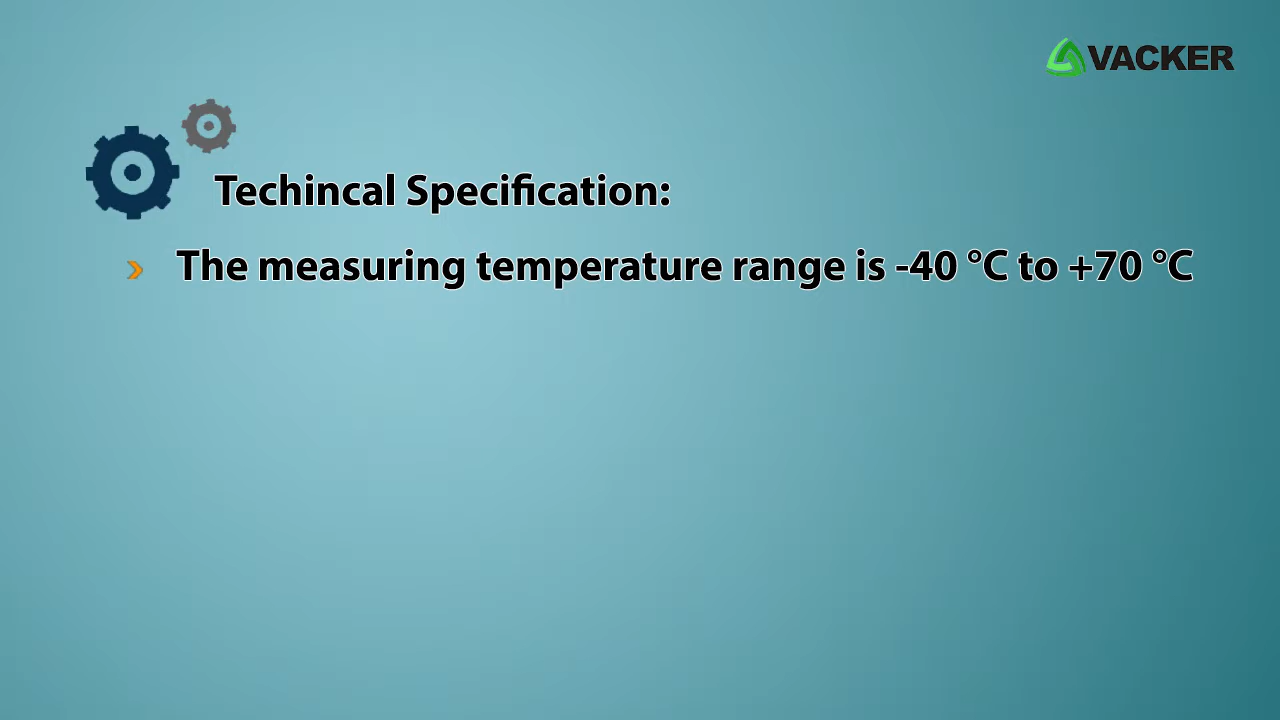 VACKER
Techincal Specification:
The measuring temperature range is -40 °C to +70 °C